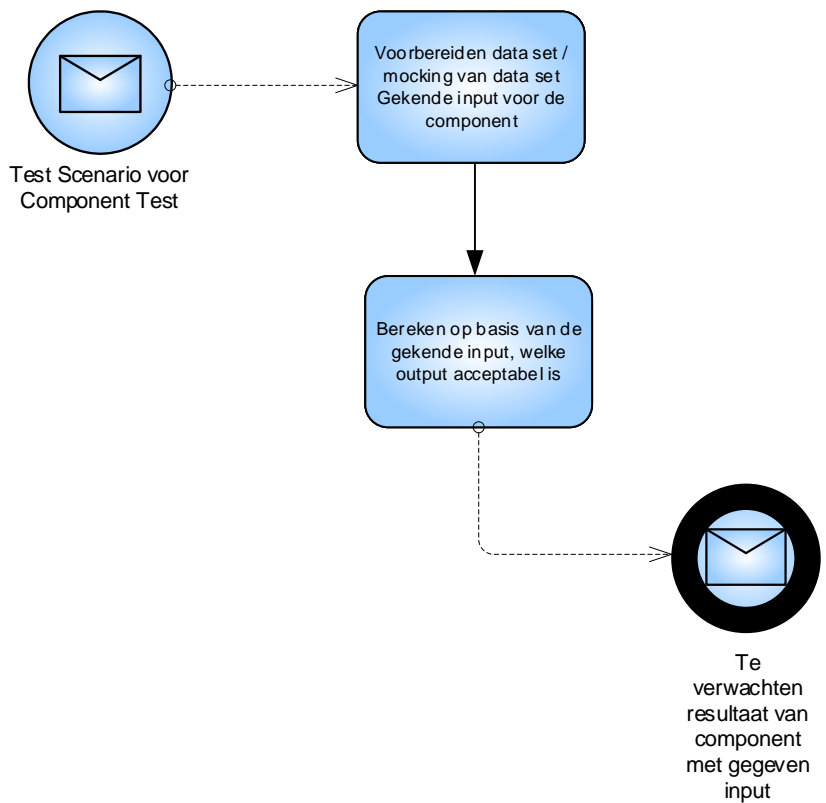 Voorbereiden data set /
mocking van data set
Gekende input voor de
component
Test Scenario voor
Component Test
Bereken op basis van de
gekende input, welke
output acceptabel is
Te
verwachten
resultaat van
component
met gegeven
input